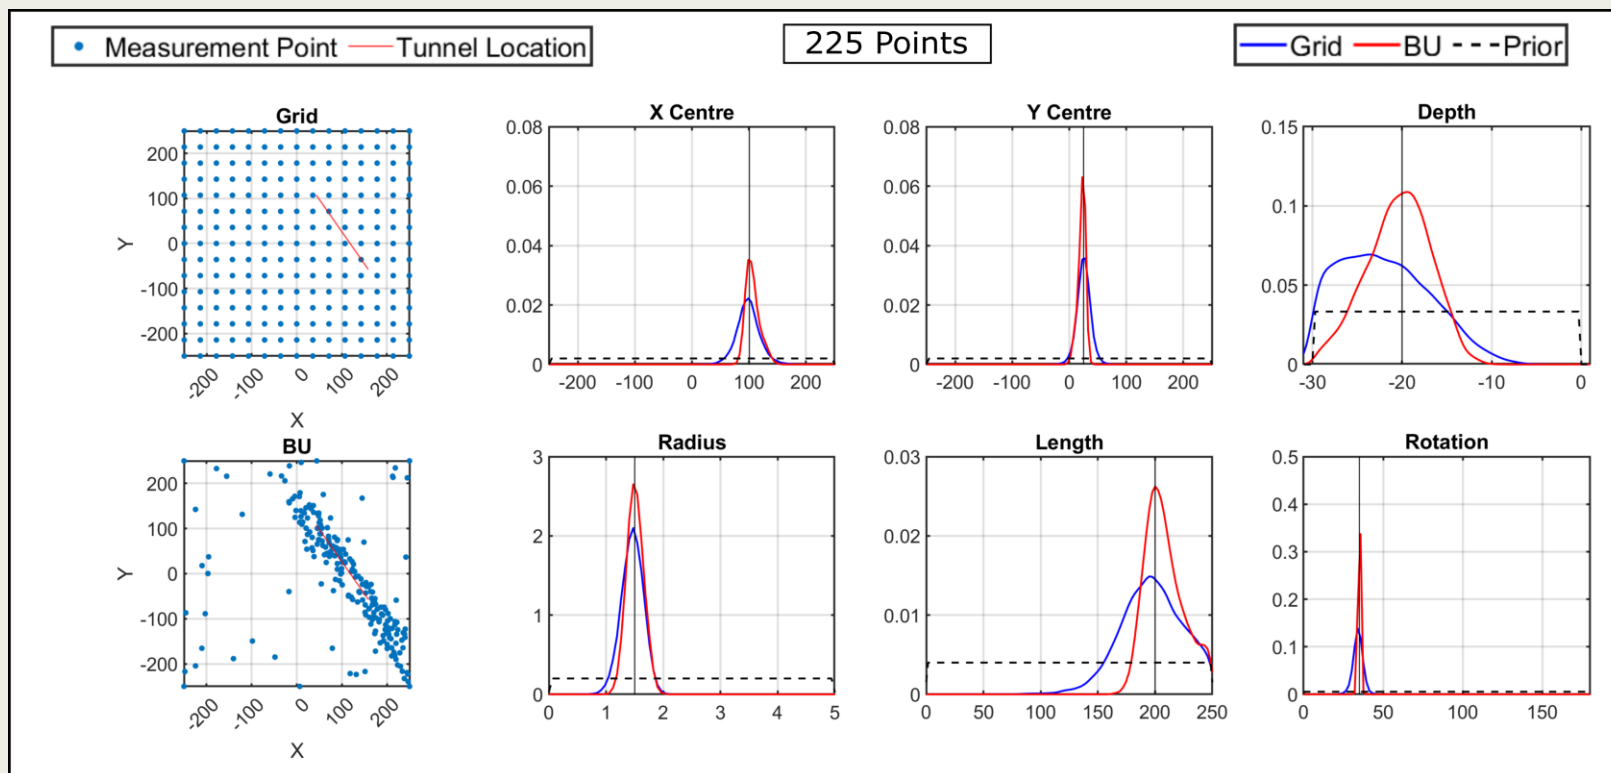 Measurement Point Tunnel Location
225 Points
Grid BU Prior
Grid
200
100
0
-100
-200
Y
-200 -100 0 100 200
X
X Centre
0.08
0.06
0.04
0.02
0
-200 -100 0 100 200
Y Centre
0.08
0.06
0.04
0.02
0
-200 -100 0 100 200
Depth
0.15
0.1
0.05
0
-30 -20 -10 0
BU
200
100
0
-100
-200
Y
-200 -100 0 100 200
X
Radius
3
2
1
0
0 1 2 3 4 5
Length
0.03
0.02
0.01
0
0 50 100 150 200 250
Rotation
0.5
0.4
0.3
0.2
0.1
0
0 50 100 150